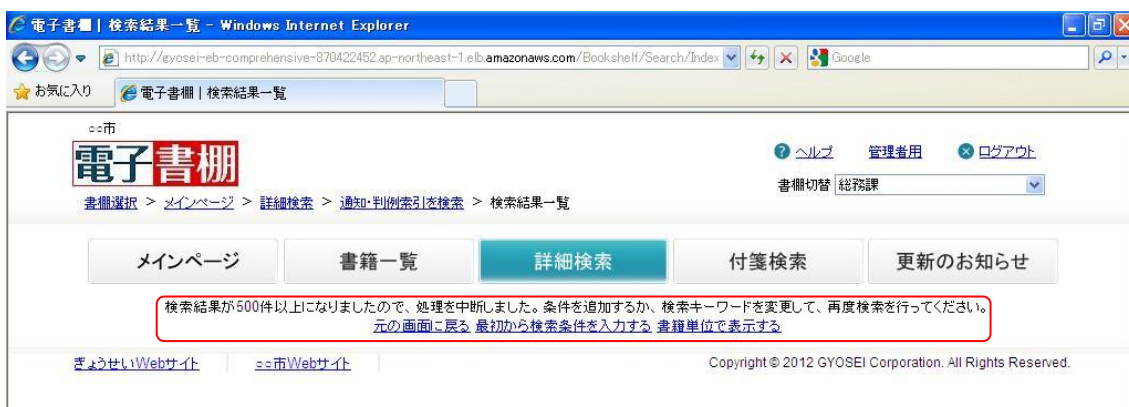 電子書棚 | 検索結果一覧 - Windows Internet Explorer
http://gyosei-eb-comprehensive-870422452.ap-northeast-1.elb.amazonaws.com/Bookshelf/Search/Index
Google
お気に入り
電子書棚 | 検索結果一覧
○○市
電子書棚
ヘルプ 管理者用 ログアウト
書棚切替 総務課
書棚選択 > メインページ > 詳細検索 > 通知・判例索引を検索 > 検索結果一覧
メインページ 書籍一覧 詳細検索 付箋検索 更新のお知らせ
検索結果が500件以上になりましたので、処理を中断しました。条件を追加するか、検索キーワードを変更して、再度検索を行ってください。
元の画面に戻る 最初から検索条件を入力する 書籍単位で表示する
ぎょうせいWebサイト ○○市Webサイト Copyright © 2012 GYOSEI Corporation. All Rights Reserved.